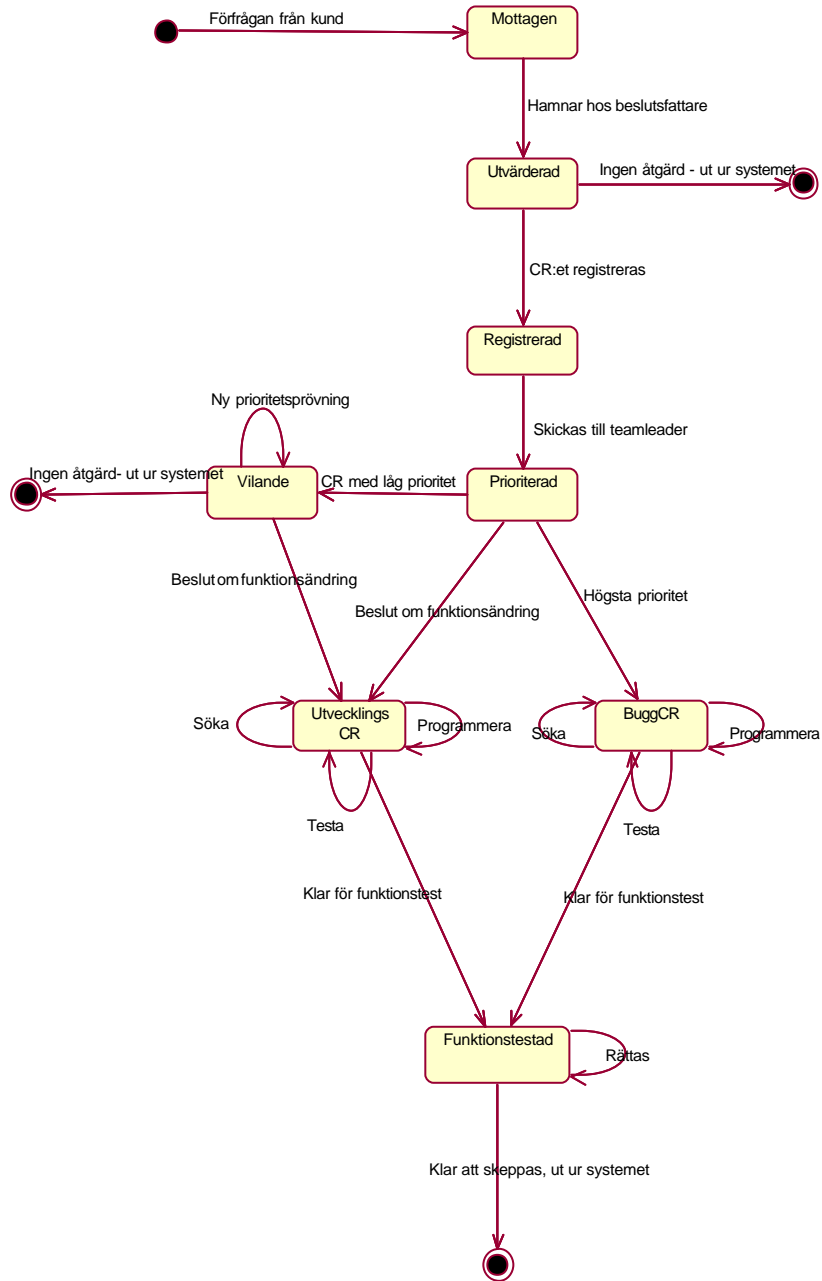 Förfrågan från kund
Mottagen
Hamnar hos beslutsfattare
Utvärderad
Ingen åtgärd - ut ur systemet
CR:et registreras
Registrerad
Ny prioritetsprövning
Skickas till teamleader
Ingen åtgärd- ut ur systemet
Vilande
CR med låg prioritet
Prioriterad
Beslut om funktionsändring
Beslut om funktionsändring
Högsta prioritet
Söka
Utvecklings
CR
Programmera
Söka
BuggCR
Programmera
Testa
Testa
Klar för funktionstest
Klar för funktionstest
Funktionstestad
Rättas
Klar att skeppas, ut ur systemet